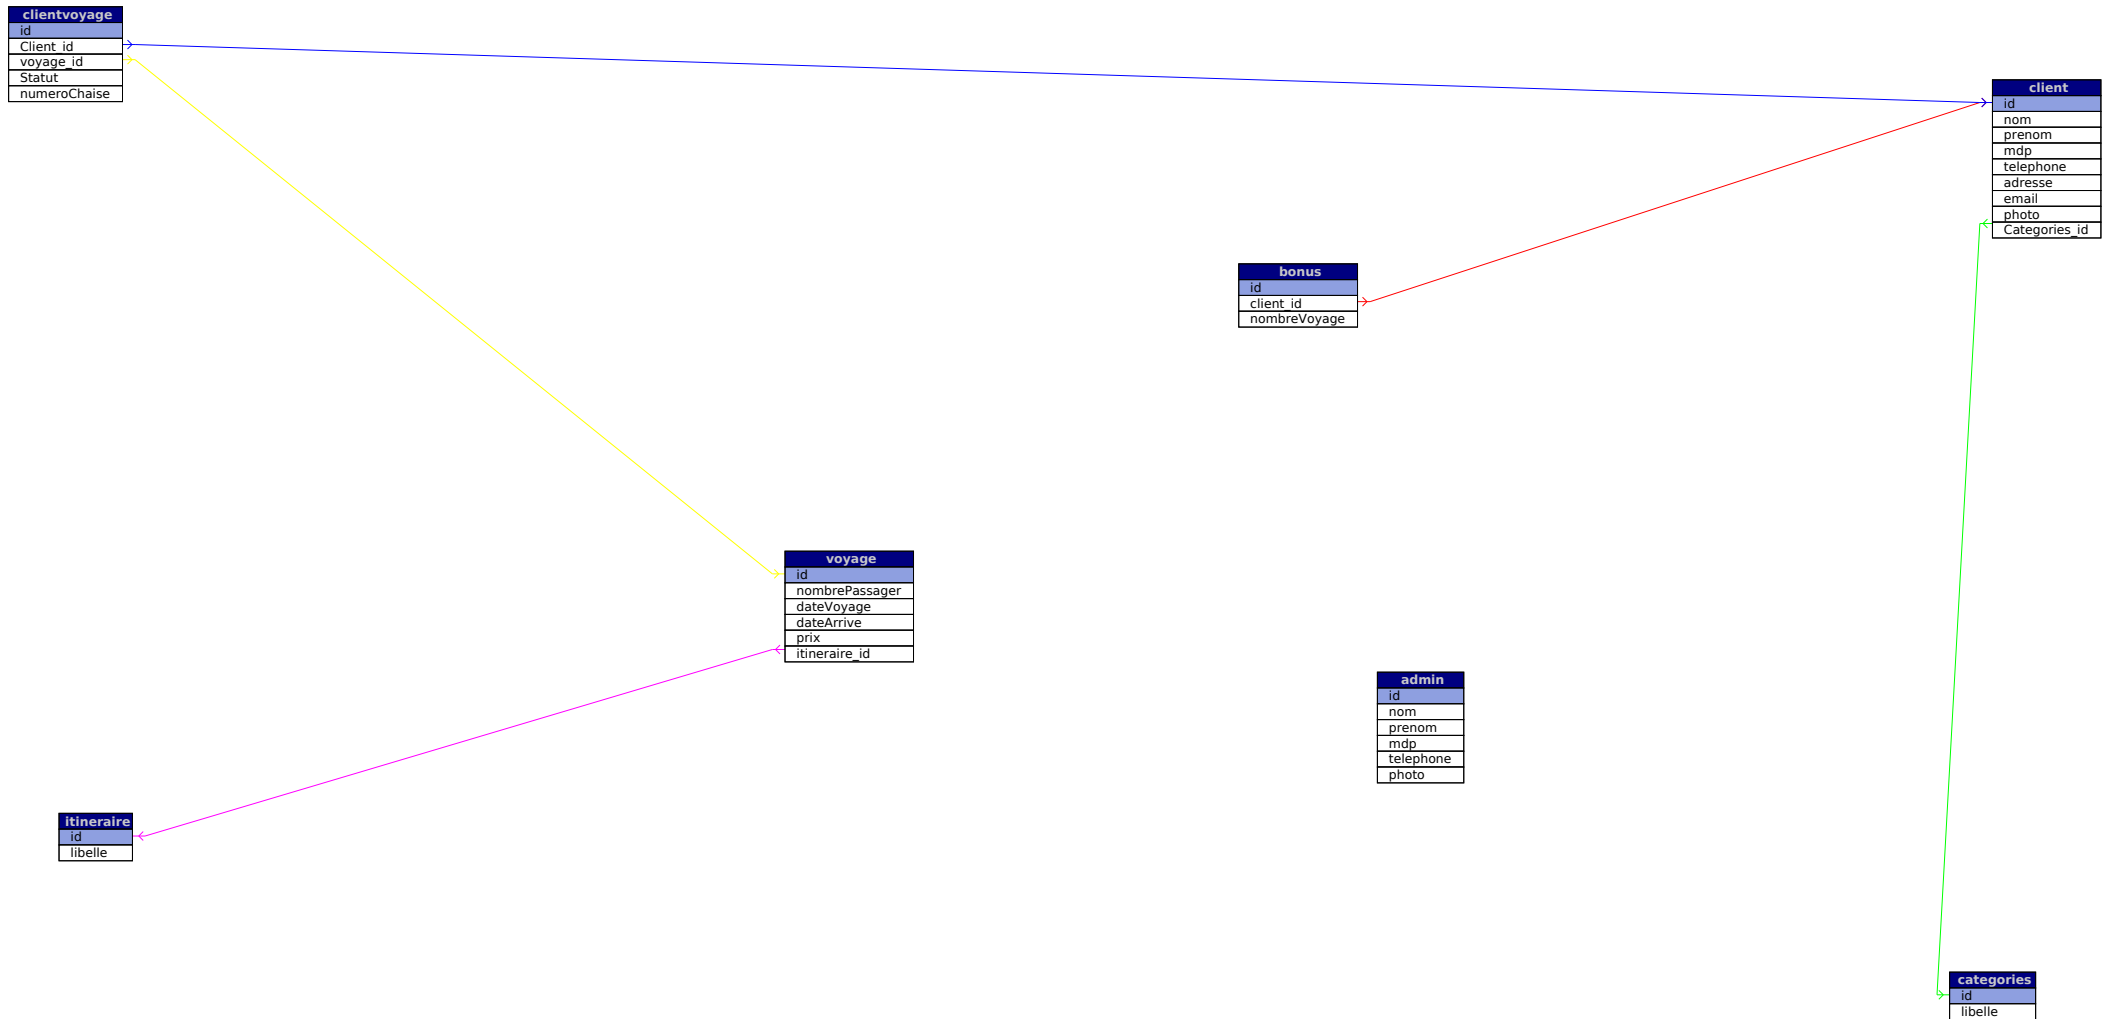 clientvoyage
id
Client_id
voyage_id
Statut
numeroChaise
client
id
nom
prenom
mdp
telephone
adresse
email
photo
Categories_id
bonus
id
client_id
nombreVoyage
voyage
id
nombrePassager
dateVoyage
dateArrive
prix
itineraire_id
admin
id
nom
prenom
mdp
telephone
photo
itineraire
id
libelle
categories
id
libelle